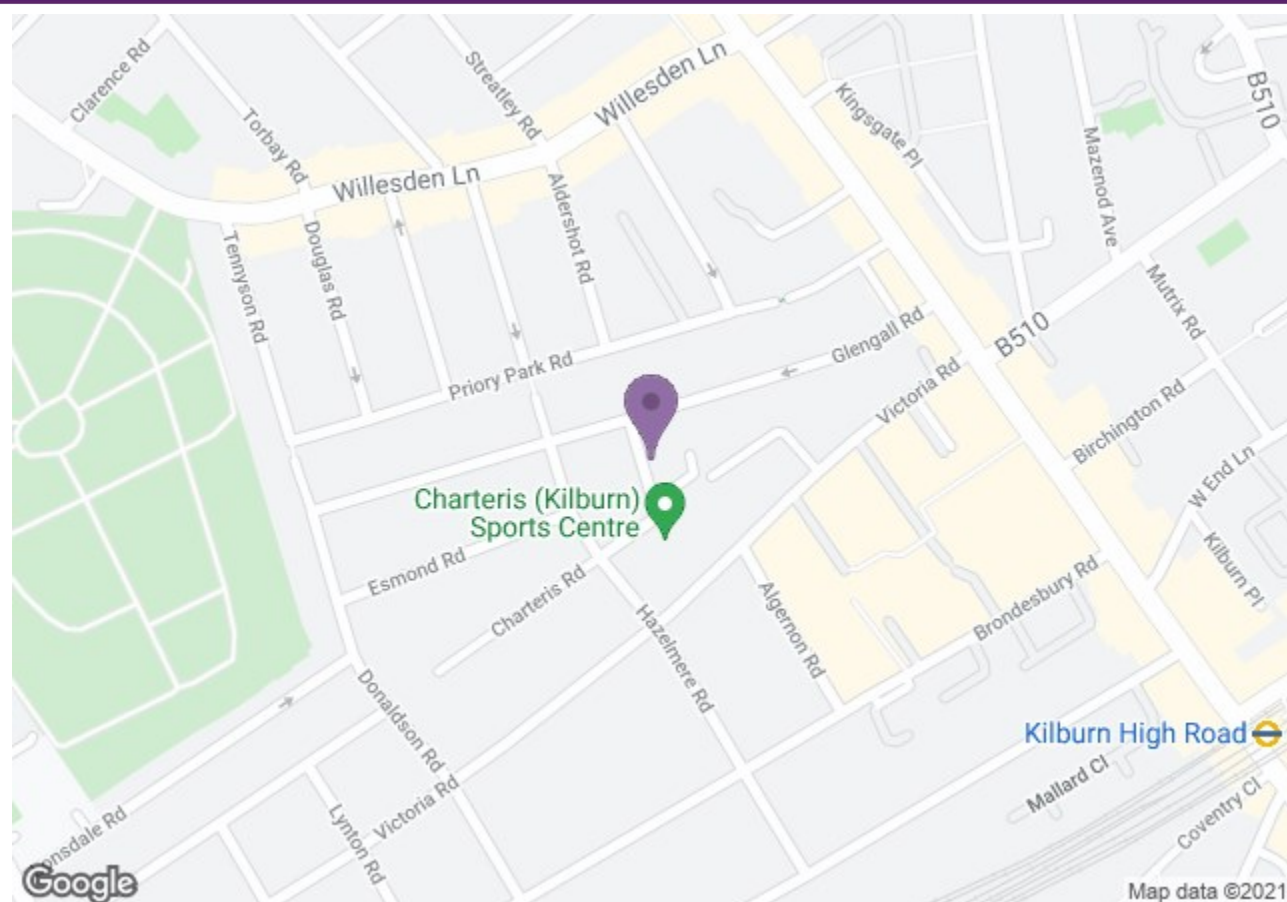 Clarence Rd
Torbay Rd
Streatley Rd
Willesden Ln
Willesden Ln
Kingsgate Pl
B510
Mazenod Ave
Aldershot Rd
Tennyson Rd
Douglas Rd
Mutrix Rd
Glengall Rd
B510
Priory Park Rd
Victoria Rd
Birchington Rd
W End Ln
Charteris (Kilburn)
Sports Centre
Esmond Rd
Charteris Rd
Hazelmere Rd
Algernon Rd
Brondesbury Rd
Kilburn Pl
Donaldson Rd
Kilburn High Road
Mallard Cl
Coventry Cl
Victoria Rd
Lynton Rd
onsdale Rd
Google
Map data ©2021